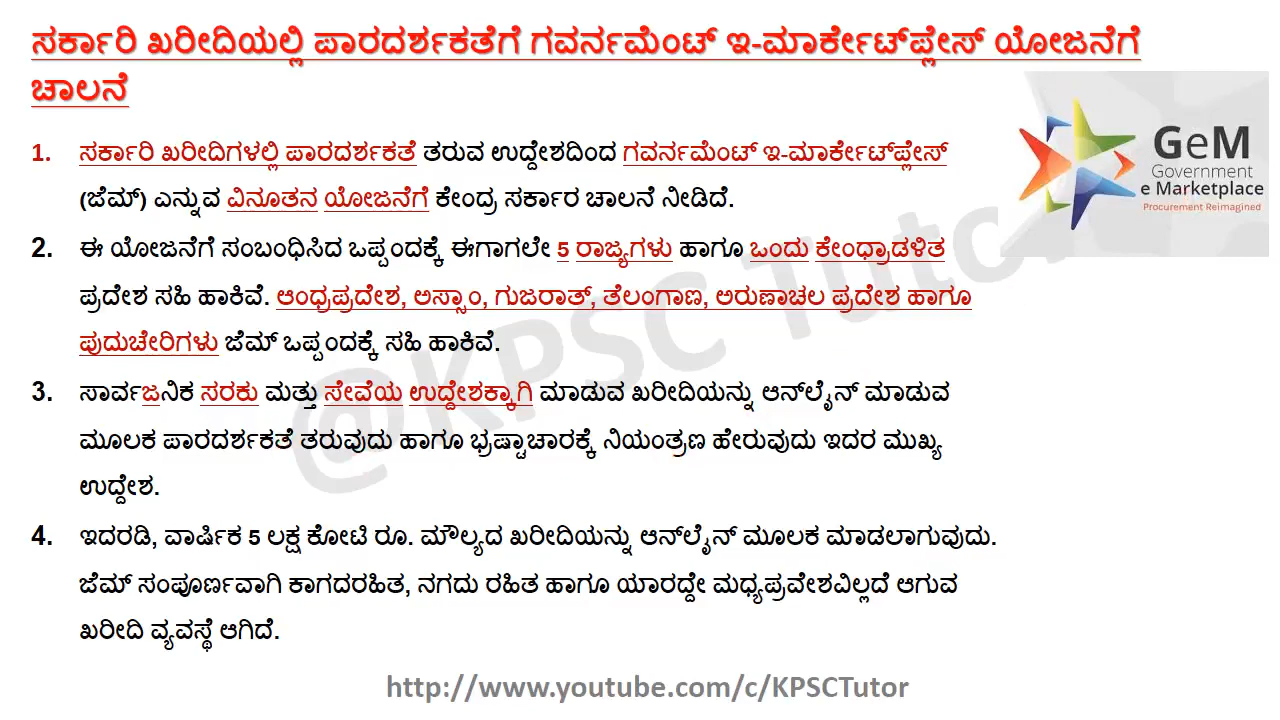 ಸರ್ಕಾರಿ ಖರೀದಿಯಲ್ಲಿ ಪಾರದರ್ಶಕತೆಗೆ ಗವರ್ನಮೆಂಟ್ ಇ-ಮಾರ್ಕೇಟ್‌ಪ್ಲೇಸ್ ಯೋಜನೆಗೆ
ಚಾಲನೆ
GeM
Government
e Marketplace
Procurement Reimagined
1. ಸರ್ಕಾರಿ ಖರೀದಿಗಳಲ್ಲಿ ಪಾರದರ್ಶಕತೆ ತರುವ ಉದ್ದೇಶದಿಂದ ಗವರ್ನಮೆಂಟ್ ಇ-ಮಾರ್ಕೇಟ್‌ಪ್ಲೇಸ್
(ಜೆಮ್) ಎನ್ನುವ ವಿನೂತನ ಯೋಜನೆಗೆ ಕೇಂದ್ರ ಸರ್ಕಾರ ಚಾಲನೆ ನೀಡಿದೆ.
2. ಈ ಯೋಜನೆಗೆ ಸಂಬಂಧಿಸಿದ ಒಪ್ಪಂದಕ್ಕೆ ಈಗಾಗಲೇ 5 ರಾಜ್ಯಗಳು ಹಾಗೂ ಒಂದು ಕೇಂಧ್ರಾಡಳಿತ
ಪ್ರದೇಶ ಸಹಿ ಹಾಕಿವೆ. ಆಂಧ್ರಪ್ರದೇಶ, ಅಸ್ಸಾಂ, ಗುಜರಾತ್, ತೆಲಂಗಾಣ, ಅರುಣಾಚಲ ಪ್ರದೇಶ ಹಾಗೂ
ಪುದುಚೇರಿಗಳು ಜೆಮ್ ಒಪ್ಪಂದಕ್ಕೆ ಸಹಿ ಹಾಕಿವೆ.
3. ಸಾರ್ವಜನಿಕ ಸರಕು ಮತ್ತು ಸೇವೆಯ ಉದ್ದೇಶಕ್ಕಾಗಿ ಮಾಡುವ ಖರೀದಿಯನ್ನು ಆನ್‌ಲೈನ್ ಮಾಡುವ
ಮೂಲಕ ಪಾರದರ್ಶಕತೆ ತರುವುದು ಹಾಗೂ ಭ್ರಷ್ಟಾಚಾರಕ್ಕೆ ನಿಯಂತ್ರಣ ಹೇರುವುದು ಇದರ ಮುಖ್ಯ
ಉದ್ದೇಶ.
4. ಇದರಡಿ, ವಾರ್ಷಿಕ 5 ಲಕ್ಷ ಕೋಟಿ ರೂ. ಮೌಲ್ಯದ ಖರೀದಿಯನ್ನು ಆನ್‌ಲೈನ್ ಮೂಲಕ ಮಾಡಲಾಗುವುದು.
ಜೆಮ್ ಸಂಪೂರ್ಣವಾಗಿ ಕಾಗದರಹಿತ, ನಗದು ರಹಿತ ಹಾಗೂ ಯಾರದ್ದೇ ಮಧ್ಯಪ್ರವೇಶವಿಲ್ಲದೆ ಆಗುವ
ಖರೀದಿ ವ್ಯವಸ್ಥೆ ಆಗಿದೆ.
@KPSC Tutor
http://www.youtube.com/c/KPSCTutor